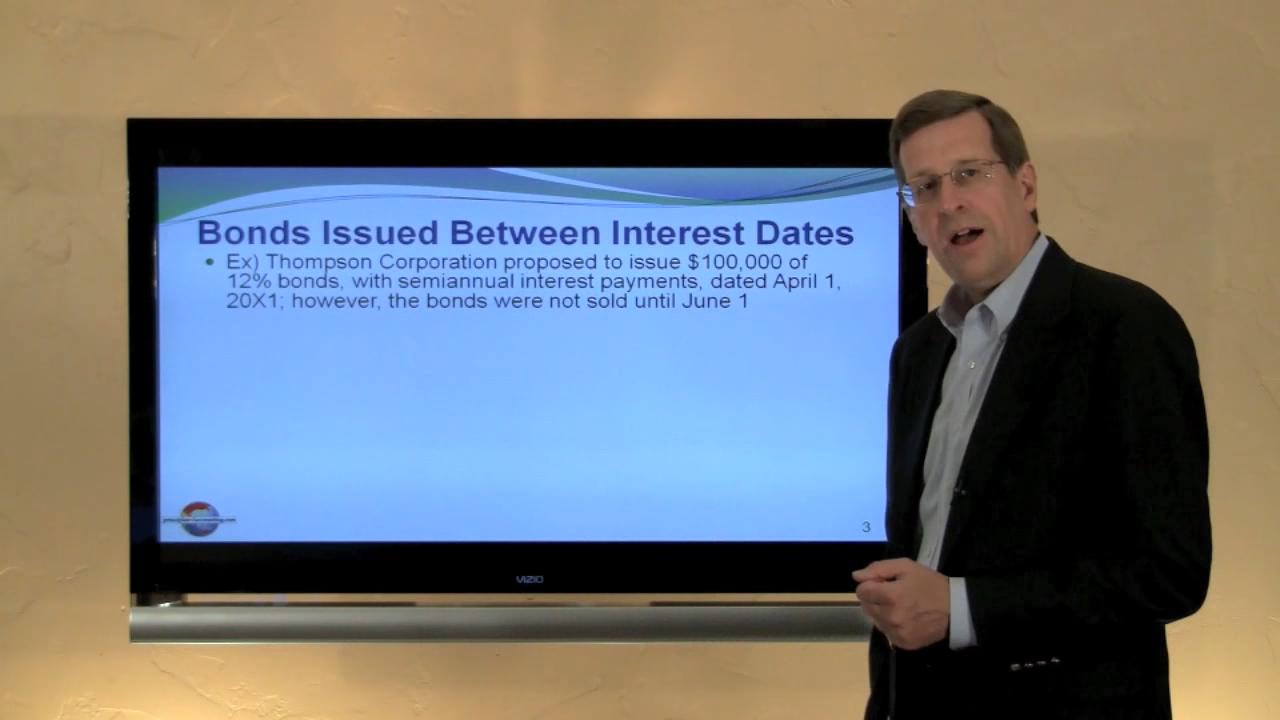 Bonds Issued Between Interest Dates
• Ex) Thompson Corporation proposed to issue $100,000 of
12% bonds, with semiannual interest payments, dated April 1,
20X1; however, the bonds were not sold until June 1
3
VIZIO